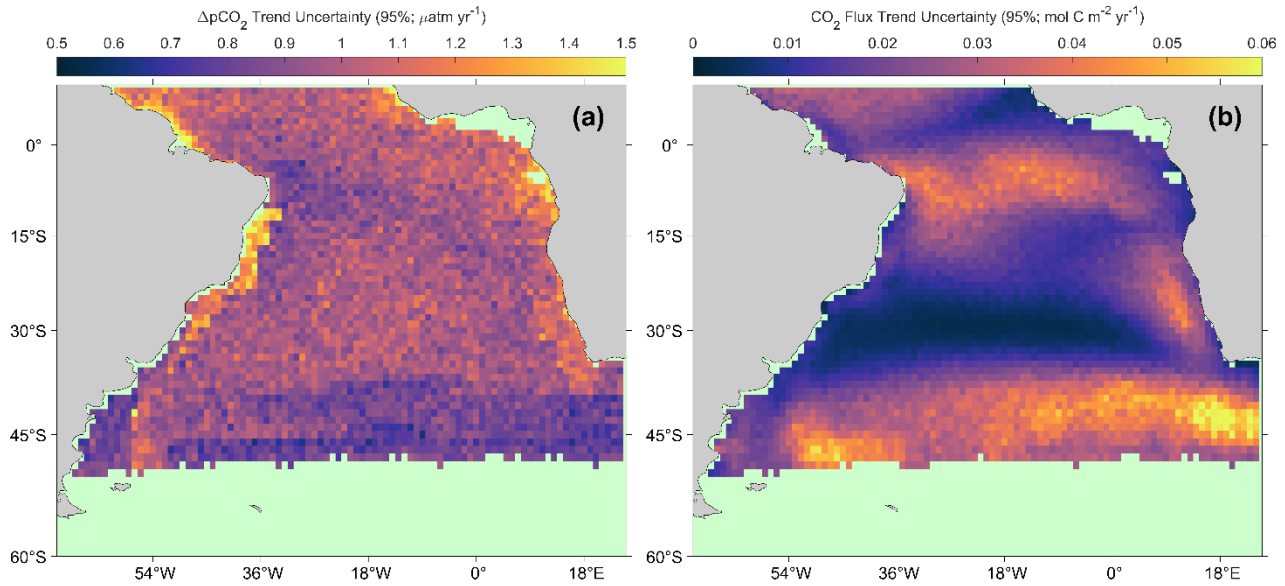 ΔpCO₂ Trend Uncertainty (95%; μatm yr⁻¹)
0.5 0.6 0.7 0.8 0.9 1 1.1 1.2 1.3 1.4 1.5
(a)
0°
15°S
30°S
45°S
60°S
54°W 36°W 18°W 0° 18°E
CO₂ Flux Trend Uncertainty (95%; mol C m⁻² yr⁻¹)
0 0.01 0.02 0.03 0.04 0.05 0.06
(b)
0°
15°S
30°S
45°S
60°S
54°W 36°W 18°W 0° 18°E